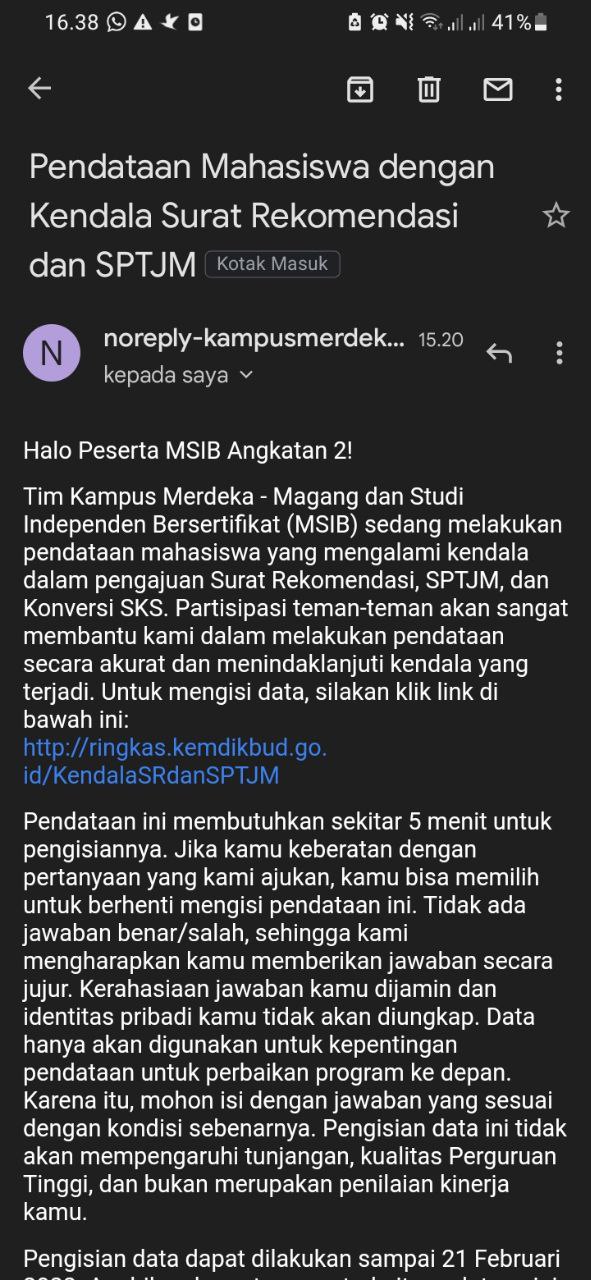 16.38
41%
Pendataan Mahasiswa dengan
Kendala Surat Rekomendasi
dan SPTJM Kotak Masuk
N
noreply-kampusmerdek... 15.20
kepada saya
Halo Peserta MSIB Angkatan 2!
Tim Kampus Merdeka - Magang dan Studi
Independen Bersertifikat (MSIB) sedang melakukan
pendataan mahasiswa yang mengalami kendala
dalam pengajuan Surat Rekomendasi, SPTJM, dan
Konversi SKS. Partisipasi teman-teman akan sangat
membantu kami dalam melakukan pendataan
secara akurat dan menindaklanjuti kendala yang
terjadi. Untuk mengisi data, silakan klik link di
bawah ini:
http://ringkas.kemdikbud.go.
id/KendalaSRdanSPTJM
Pendataan ini membutuhkan sekitar 5 menit untuk
pengisiannya. Jika kamu keberatan dengan
pertanyaan yang kami ajukan, kamu bisa memilih
untuk berhenti mengisi pendataan ini. Tidak ada
jawaban benar/salah, sehingga kami
mengharapkan kamu memberikan jawaban secara
jujur. Kerahasiaan jawaban kamu dijamin dan
identitas pribadi kamu tidak akan diungkap. Data
hanya akan digunakan untuk kepentingan
pendataan untuk perbaikan program ke depan.
Karena itu, mohon isi dengan jawaban yang sesuai
dengan kondisi sebenarnya. Pengisian data ini tidak
akan mempengaruhi tunjangan, kualitas Perguruan
Tinggi, dan bukan merupakan penilaian kinerja
kamu.
Pengisian data dapat dilakukan sampai 21 Februari